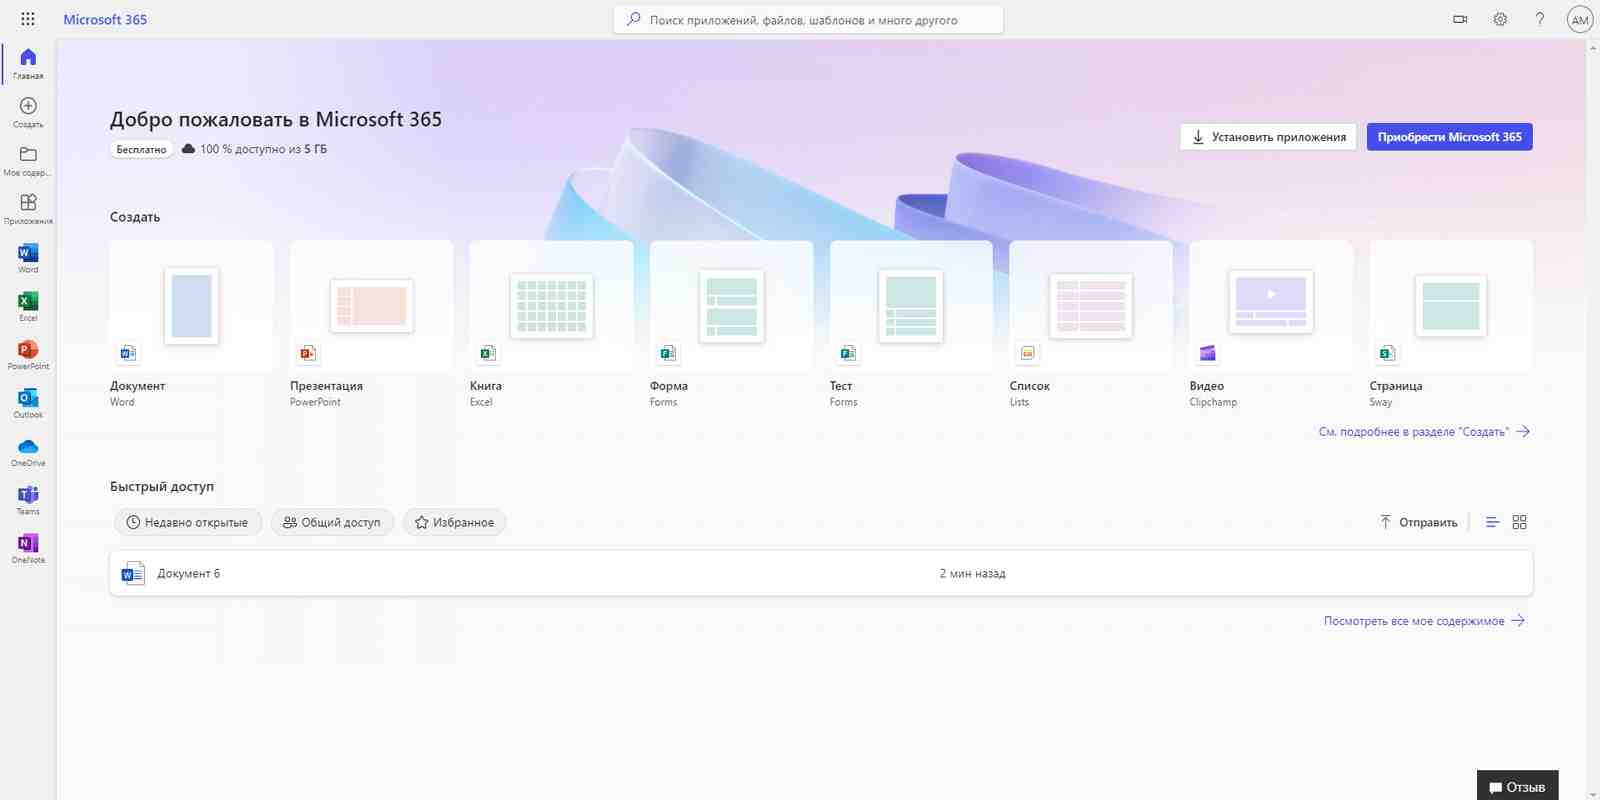 Microsoft 365
Поиск приложений, файлов, шаблонов и много другого
?
AM
Главная
Создать
Мое содер...
Приложения
Word
Excel
PowerPoint
Outlook
OneDrive
Teams
OneNote
Добро пожаловать в Microsoft 365
Бесплатно
100 % доступно из 5 ГБ
Установить приложения
Приобрести Microsoft 365
Создать
Документ
Word
Презентация
PowerPoint
Книга
Excel
Форма
Forms
Тест
Forms
Список
Lists
Видео
Clipchamp
Страница
Sway
См. подробнее в разделе "Создать"
Быстрый доступ
Недавно открытые
Общий доступ
Избранное
Отправить
Документ 6
2 мин назад
Посмотреть все мое содержимое
Отзыв